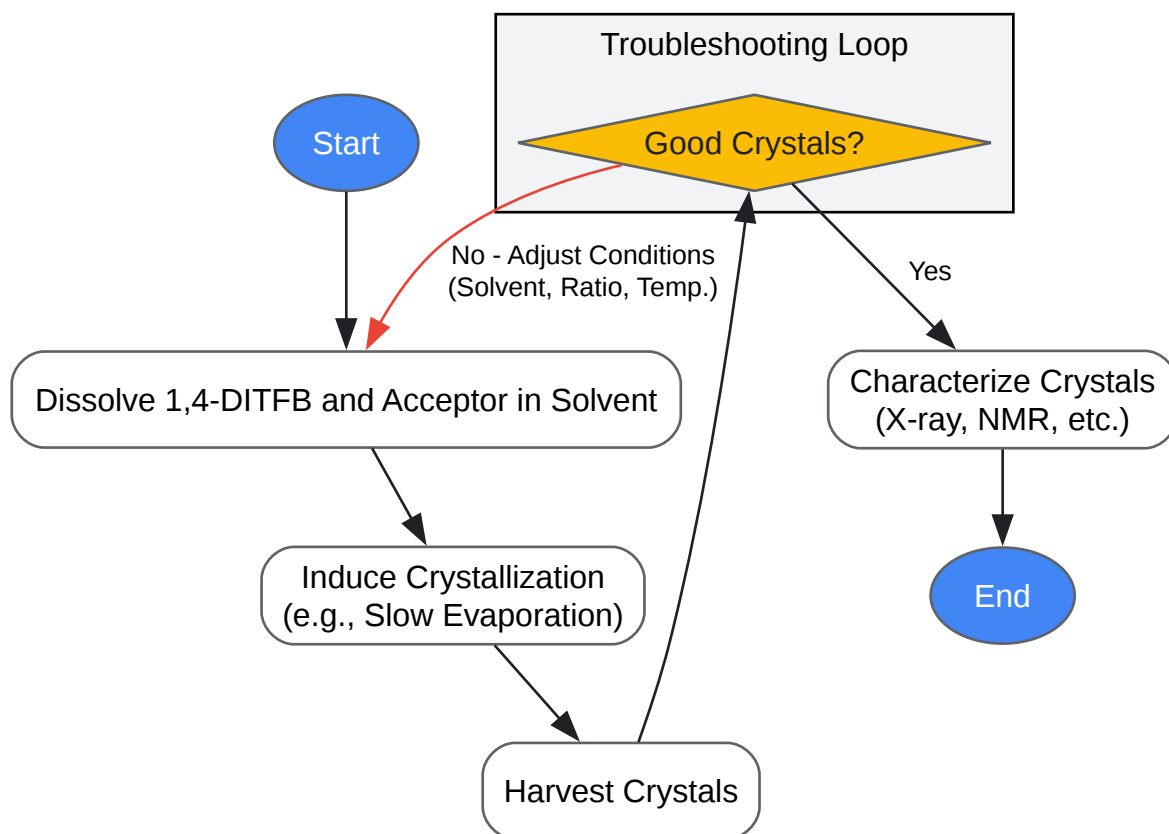 Troubleshooting Loop
Start
Good Crystals?
No - Adjust Conditions
(Solvent, Ratio, Temp.)
Yes
Dissolve 1,4-DITFB and Acceptor in Solvent
Characterize Crystals
(X-ray, NMR, etc.)
Induce Crystallization
(e.g., Slow Evaporation)
End
Harvest Crystals